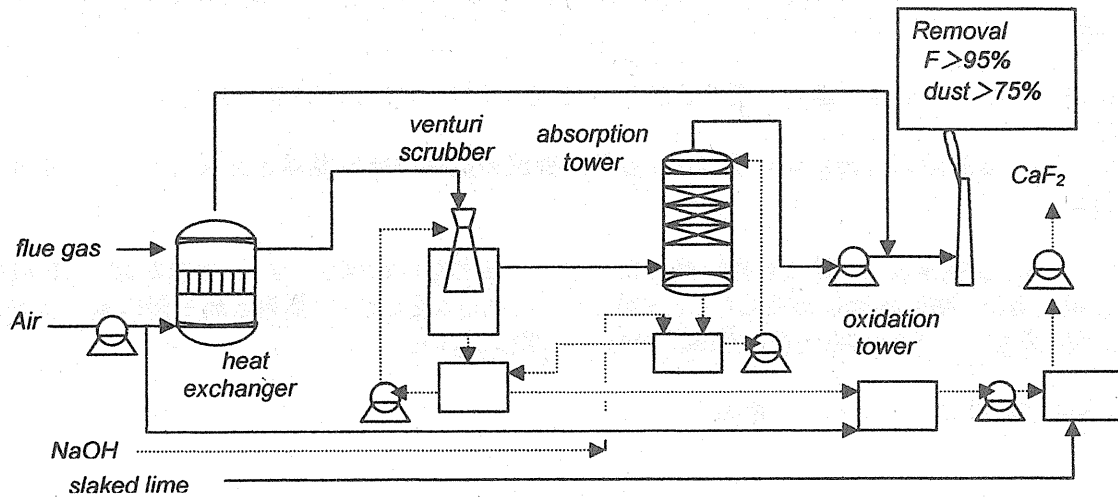 Removal
F>95%
dust>75%
venturi
scrubber
absorption
tower
CaF₂
flue gas
Air
heat
exchanger
oxidation
tower
NaOH
slaked lime